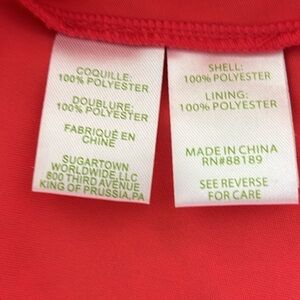 COQUILLE:
100% POLYESTER
DOUBLURE:
100% POLYESTER
FABRIQUÉ EN
CHINE
SUGARTOWN
WORLDWIDE,LLC
800 THIRD AVENUE
KING OF PRUSSIA,PA
SHELL:
100% POLYESTER
LINING:
100% POLYESTER
MADE IN CHINA
RN#88189
SEE REVERSE
FOR CARE